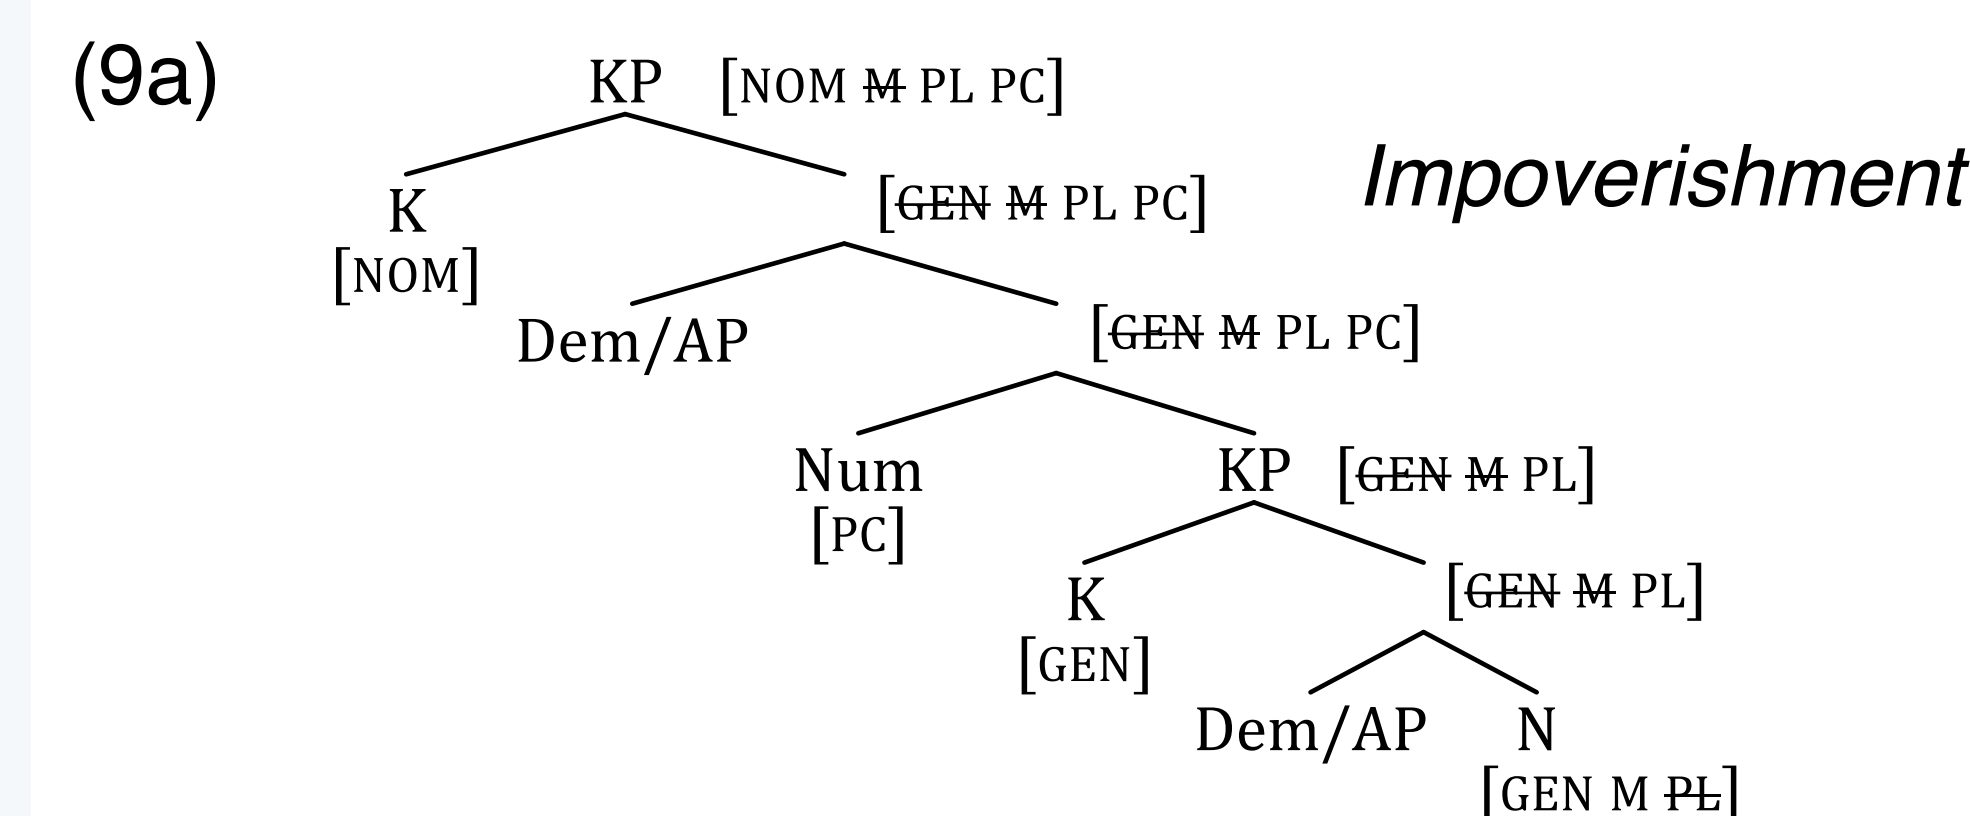 (9a)
KP [NOM M PL PC]
Impoverishment
K [GEN M PL PC]
[NOM]
Dem/AP [GEN M PL PC]
Num KP [GEN M PL]
[PC]
K [GEN M PL]
[GEN]
Dem/AP N
[GEN M PL]